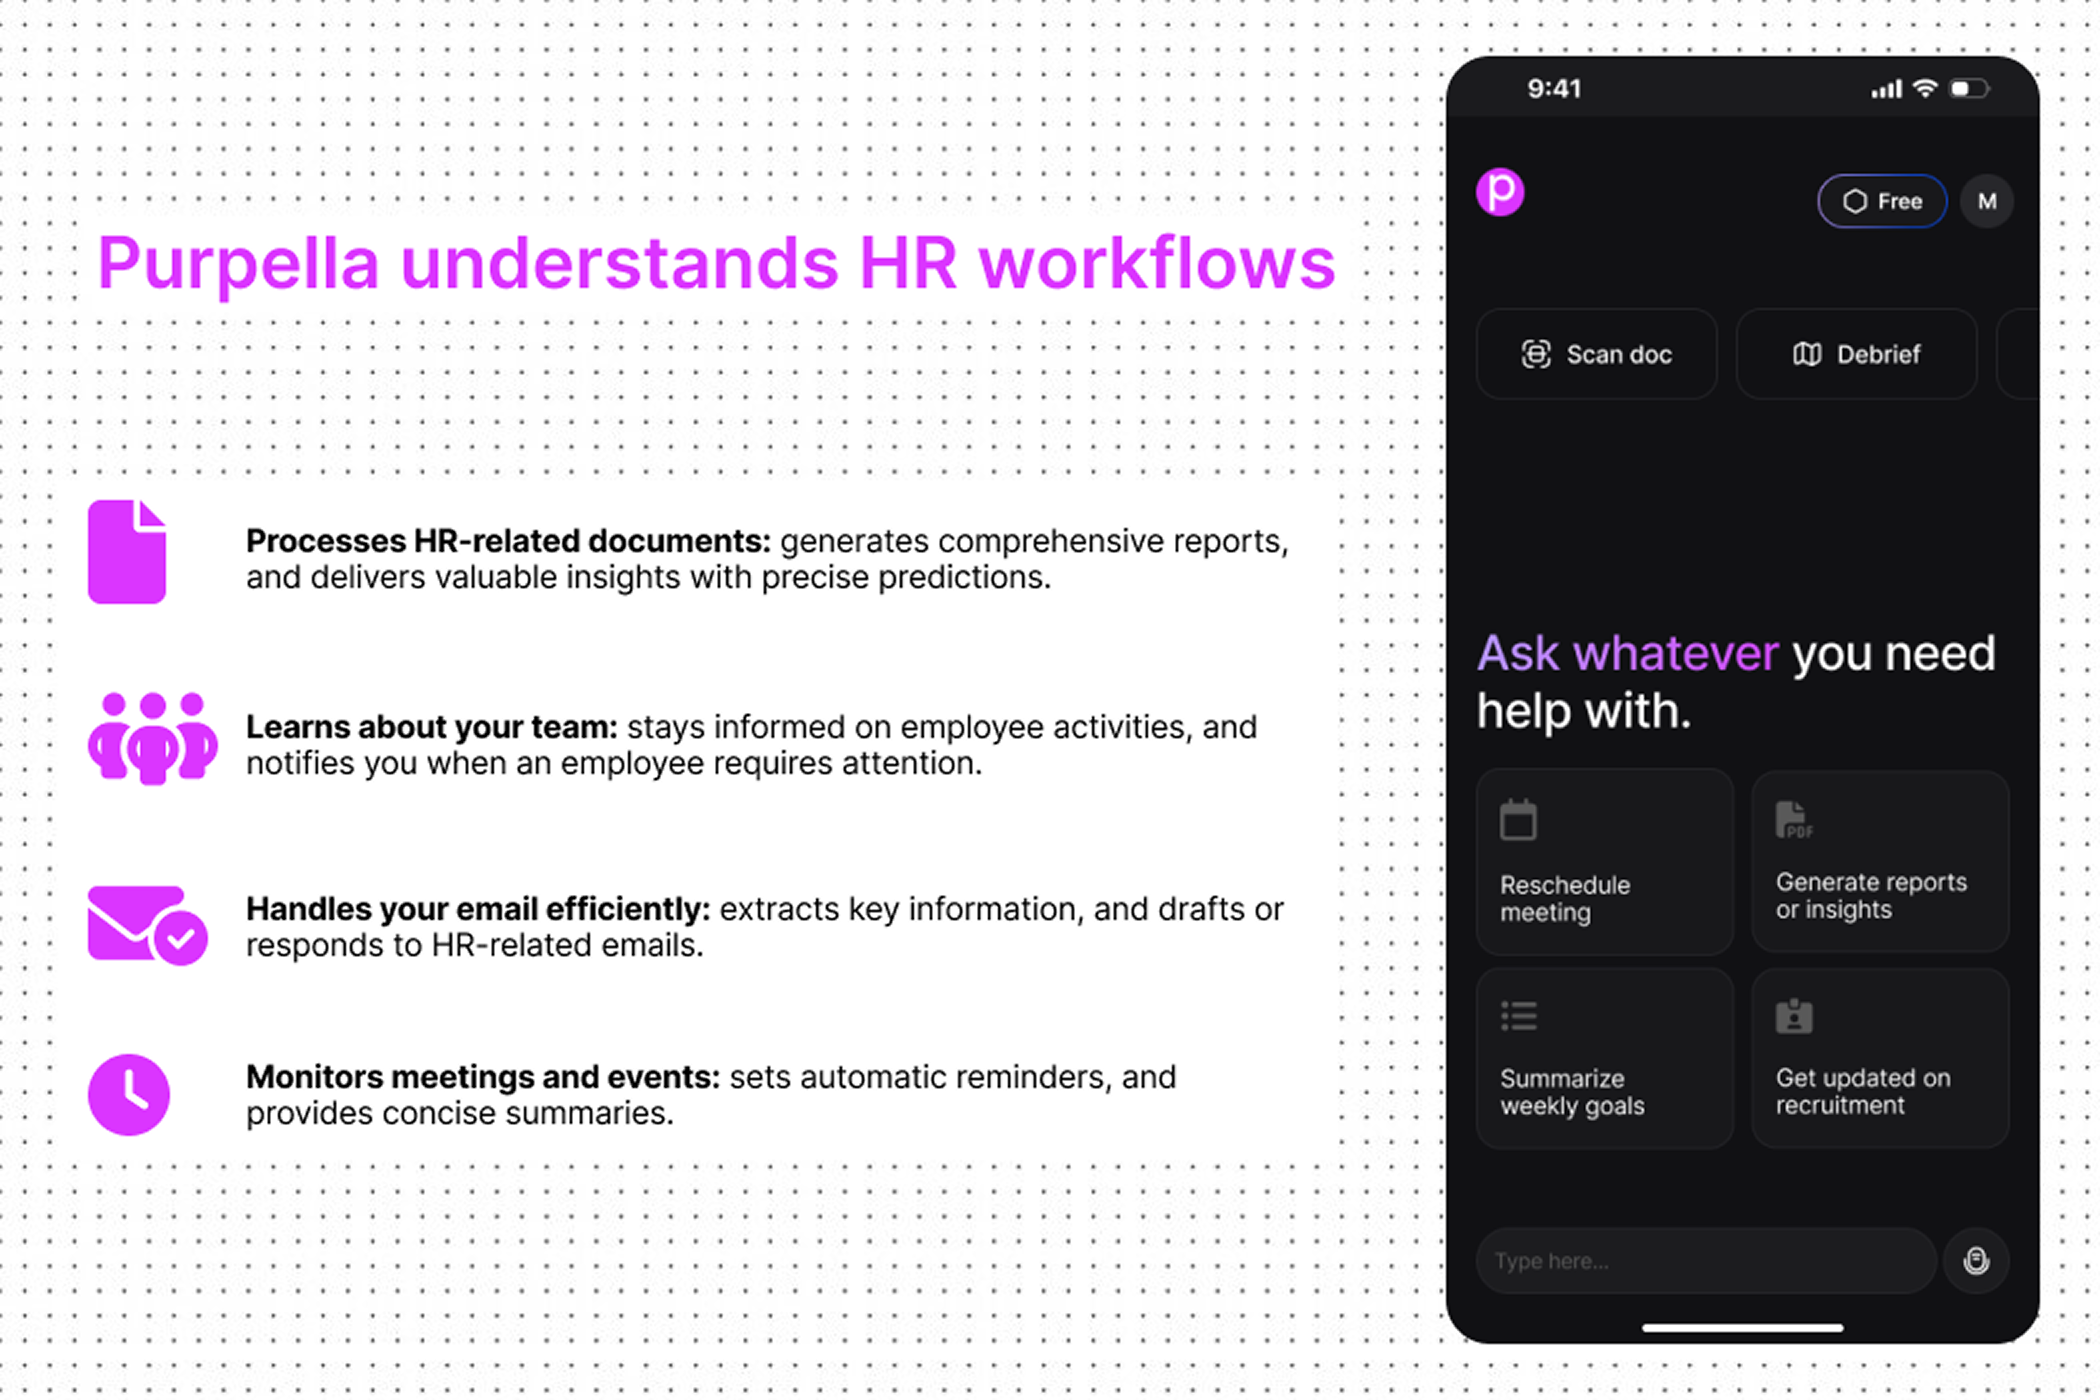 Purpella understands HR workflows
Processes HR-related documents: generates comprehensive reports,
and delivers valuable insights with precise predictions.
Learns about your team: stays informed on employee activities, and
notifies you when an employee requires attention.
Handles your email efficiently: extracts key information, and drafts or
responds to HR-related emails.
Monitors meetings and events: sets automatic reminders, and
provides concise summaries.
9:41
p
Free
M
Scan doc
Debrief
Ask whatever you need
help with.
Reschedule
meeting
PDF
Generate reports
or insights
Summarize
weekly goals
Get updated on
recruitment
Type here...